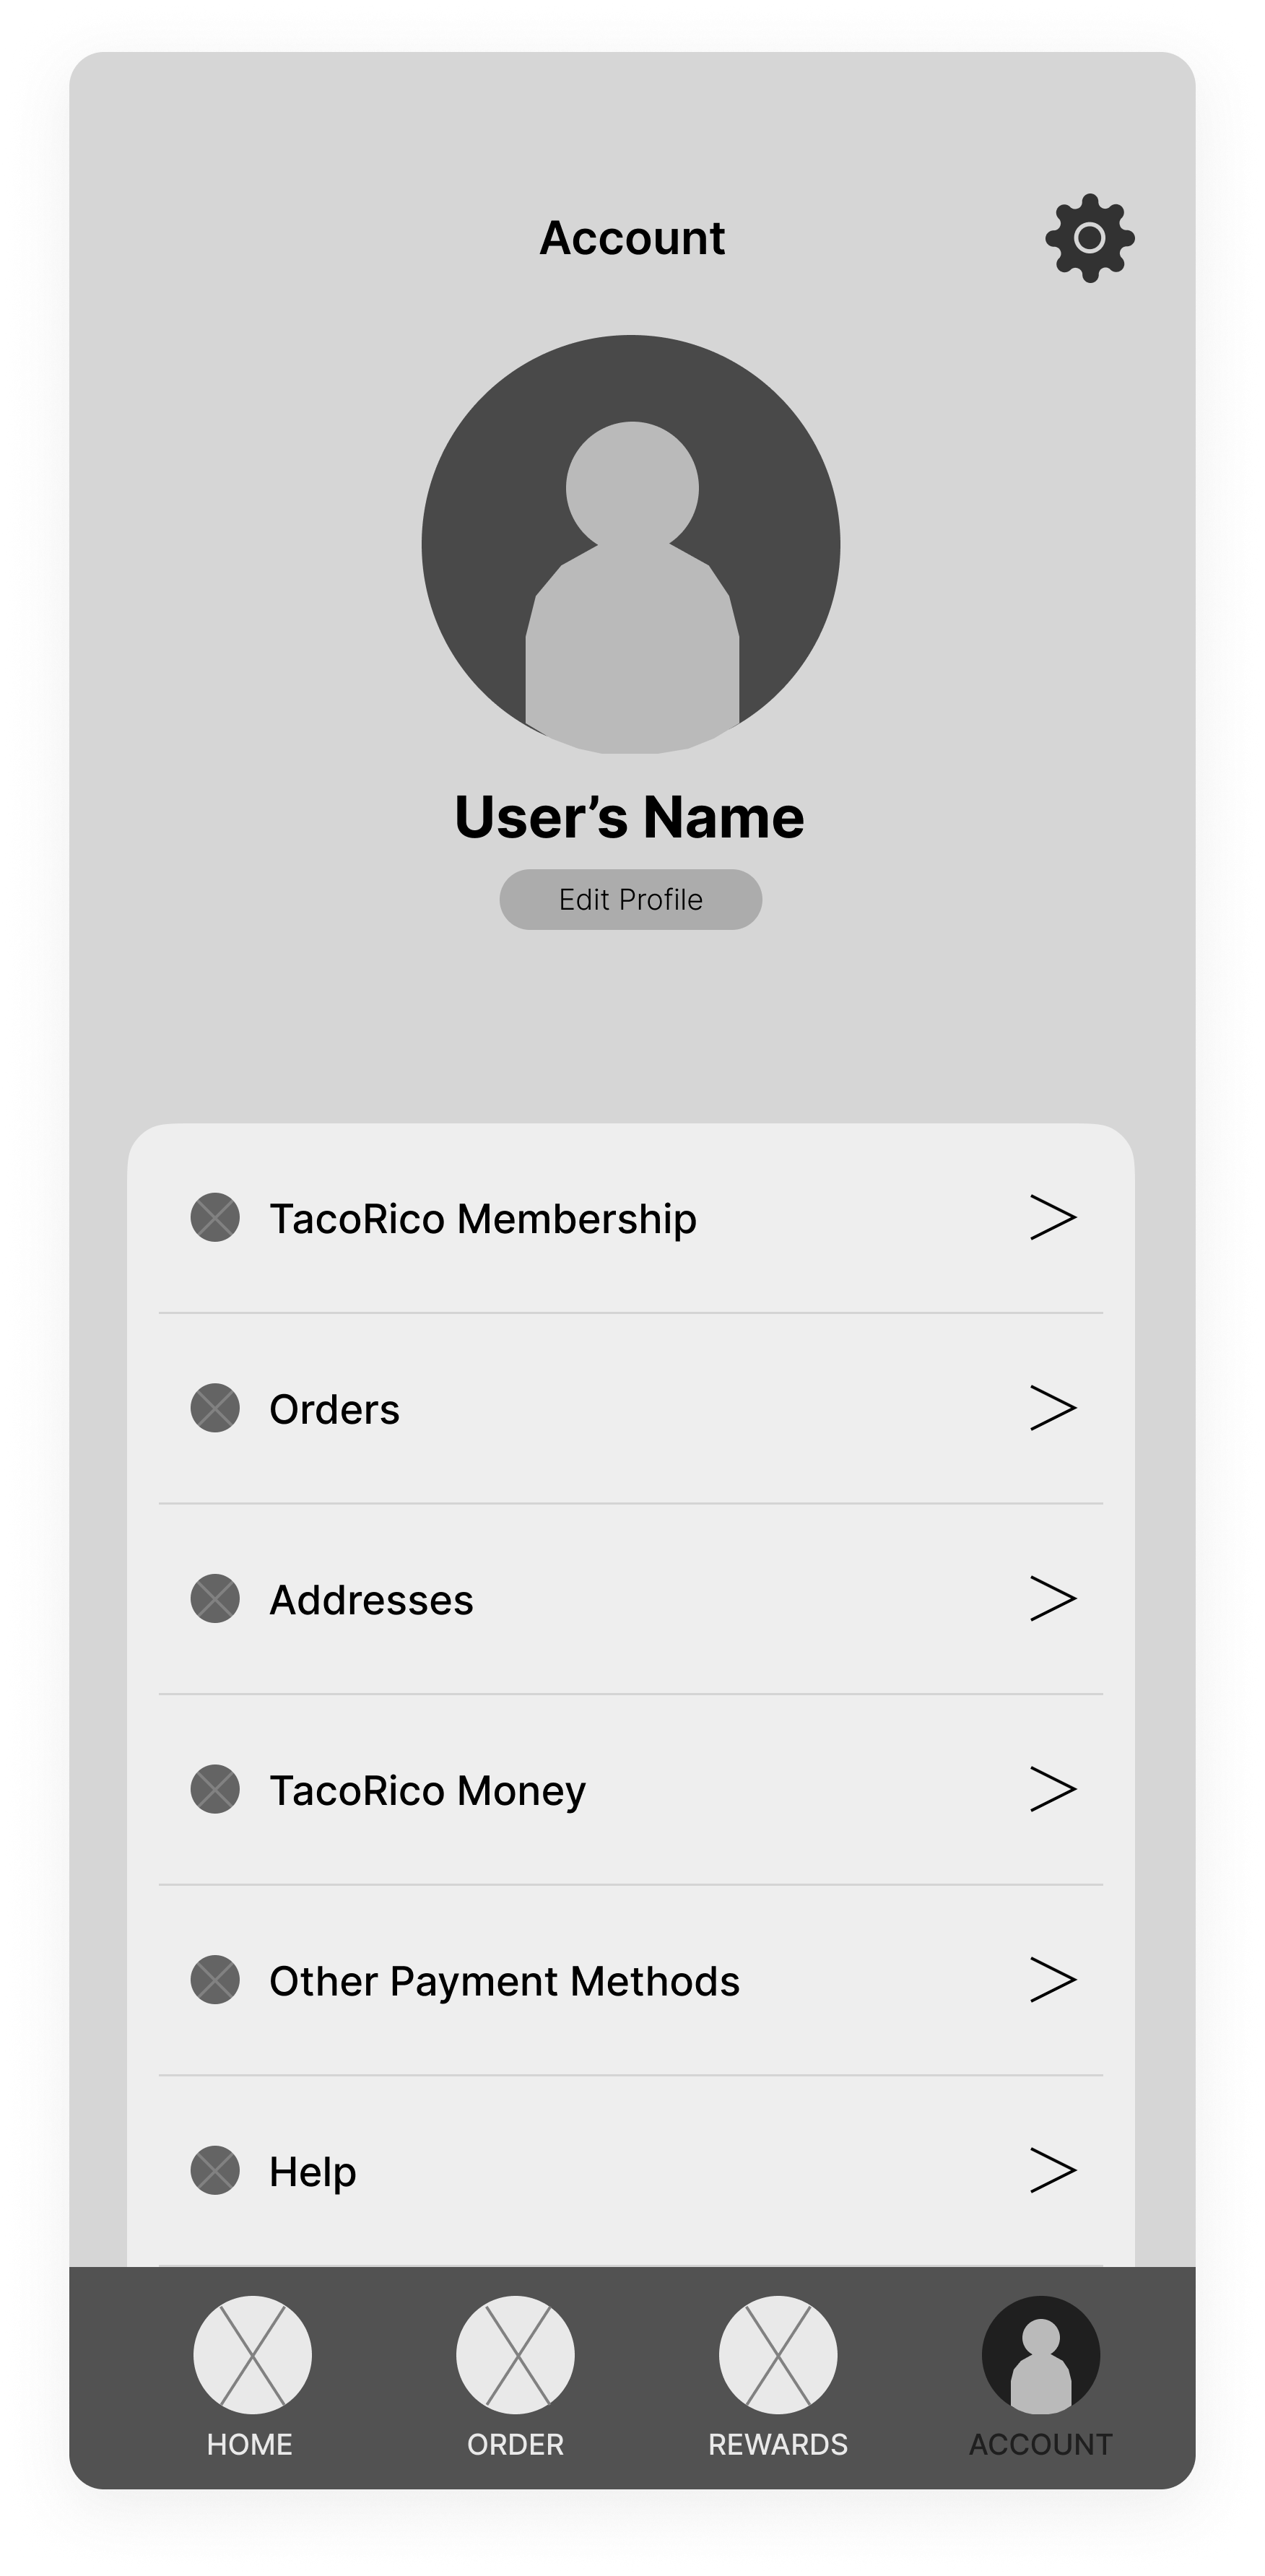 Account
User’s Name
Edit Profile
TacoRico Membership
Orders
Addresses
TacoRico Money
Other Payment Methods
Help
HOME ORDER REWARDS ACCOUNT